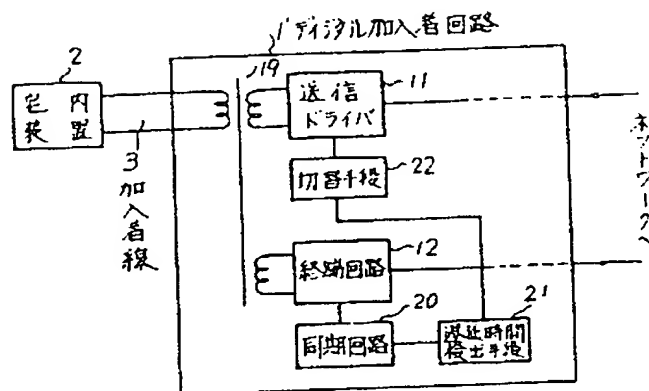 1 ディジタル加入者回路
2
宅内
装置
3
加入者線
19
送信
ドライバ
11
切替手段
22
終端回路
12
20
同期回路
21
遅延時間
検出手段
ネットワークへ